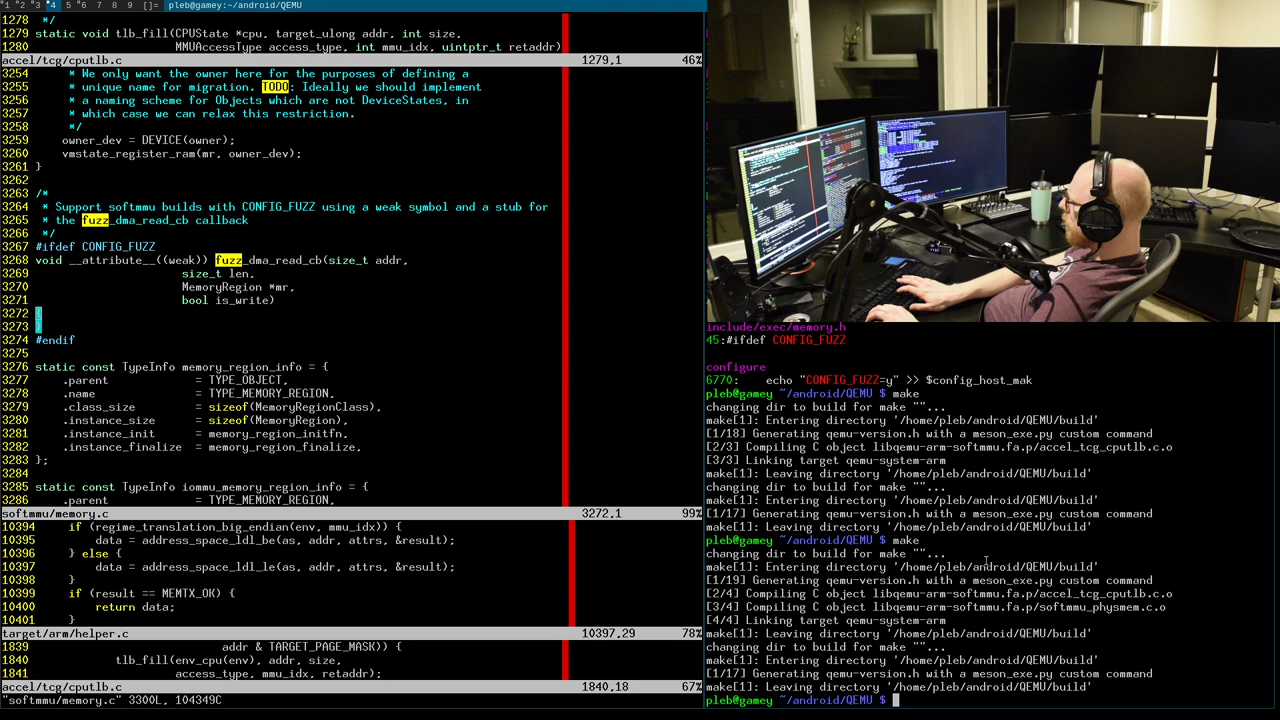 1 2 3 4 5 6 7 8 9 []= pleb@gamey:~/android/QEMU
1278 */
1279 static void tlb_fill(CPUState *cpu, target_ulong addr, int size,
1280 MMUAccessType access_type, int mmu_idx, uintptr_t retaddr)
accel/tcg/cputlb.c 1279,1 46%
3254 * We only want the owner here for the purposes of defining a
3255 * unique name for migration. TODO: Ideally we should implement
3256 * a naming scheme for Objects which are not DeviceStates, in
3257 * which case we can relax this restriction.
3258 */
3259 owner_dev = DEVICE(owner);
3260 vmstate_register_ram(mr, owner_dev);
3261 }
3262
3263 /*
3264 * Support softmmu builds with CONFIG_FUZZ using a weak symbol and a stub for
3265 * the fuzz_dma_read_cb callback
3266 */
3267 #ifdef CONFIG_FUZZ
3268 void __attribute__((weak)) fuzz_dma_read_cb(size_t addr,
3269 size_t len,
3270 MemoryRegion *mr,
3271 bool is_write)
3272 {
3273 }
3274 #endif
3275
3276 static const TypeInfo memory_region_info = {
3277 .parent = TYPE_OBJECT,
3278 .name = TYPE_MEMORY_REGION,
3279 .class_size = sizeof(MemoryRegionClass),
3280 .instance_size = sizeof(MemoryRegion),
3281 .instance_init = memory_region_initfn,
3282 .instance_finalize = memory_region_finalize,
3283 };
3284
3285 static const TypeInfo iommu_memory_region_info = {
3286 .parent = TYPE_MEMORY_REGION,
softmmu/memory.c 3272,1 99%
10394 if (regime_translation_big_endian(env, mmu_idx)) {
10395 data = address_space_ldl_be(as, addr, attrs, &result);
10396 } else {
10397 data = address_space_ldl_le(as, addr, attrs, &result);
10398 }
10399 if (result == MEMTX_OK) {
10400 return data;
10401 }
target/arm/helper.c 10397,29 78%
1839 addr & TARGET_PAGE_MASK)) {
1840 tlb_fill(env_cpu(env), addr, size,
1841 access_type, mmu_idx, retaddr);
accel/tcg/cputlb.c 1840,18 67%
"softmmu/memory.c" 3300L, 104349C
include/exec/memory.h
45:#ifdef CONFIG_FUZZ
configure
6770: echo "CONFIG_FUZZ=y" >> $config_host_mak
pleb@gamey ~/android/QEMU $ make
changing dir to build for make ""...
make[1]: Entering directory '/home/pleb/android/QEMU/build'
[1/18] Generating qemu-version.h with a meson_exe.py custom command
[2/3] Compiling C object libqemu-arm-softmmu.fa.p/accel_tcg_cputlb.c.o
[3/3] Linking target qemu-system-arm
make[1]: Leaving directory '/home/pleb/android/QEMU/build'
changing dir to build for make ""...
make[1]: Entering directory '/home/pleb/android/QEMU/build'
[1/17] Generating qemu-version.h with a meson_exe.py custom command
make[1]: Leaving directory '/home/pleb/android/QEMU/build'
pleb@gamey ~/android/QEMU $ make
changing dir to build for make ""...
make[1]: Entering directory '/home/pleb/android/QEMU/build'
[1/19] Generating qemu-version.h with a meson_exe.py custom command
[2/4] Compiling C object libqemu-arm-softmmu.fa.p/accel_tcg_cputlb.c.o
[3/4] Compiling C object libqemu-arm-softmmu.fa.p/softmmu_physmem.c.o
[4/4] Linking target qemu-system-arm
make[1]: Leaving directory '/home/pleb/android/QEMU/build'
changing dir to build for make ""...
make[1]: Entering directory '/home/pleb/android/QEMU/build'
[1/17] Generating qemu-version.h with a meson_exe.py custom command
make[1]: Leaving directory '/home/pleb/android/QEMU/build'
pleb@gamey ~/android/QEMU $